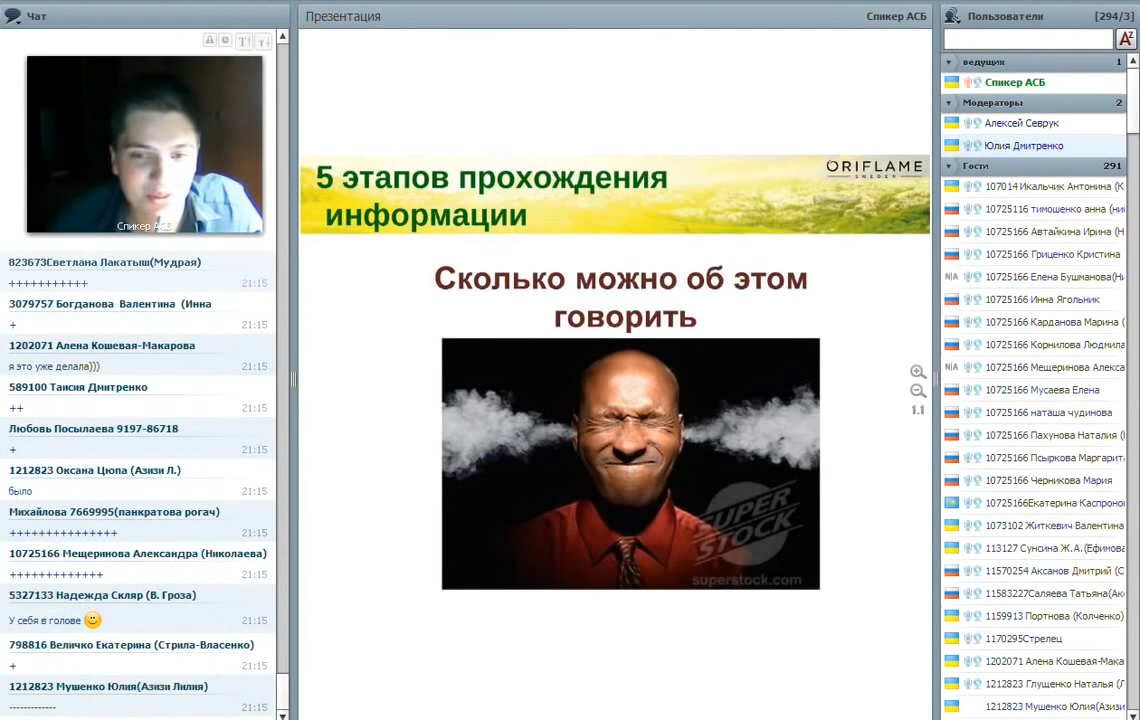 Чат
Спикер АСБ
823673Светлана Лакатыш(Мудрая)
+++++++++++
21:15
3079757 Богданова Валентина (Инна
+
21:15
1202071 Алена Кошевая-Макарова
я это уже делала)))
21:15
589100 Таисия Дмитренко
++
21:15
Любовь Посылаева 9197-86718
+
21:15
1212823 Оксана Цюпа (Азизи Л.)
было
21:15
Михайлова 7669995(панкратова рогач)
+++++++++++++++
21:15
10725166 Мещеринова Александра (Николаева)
+++++++++++++
21:15
5327133 Надежда Скляр (В. Гроза)
У себя в голове
21:15
798816 Величко Екатерина (Стрила-Власенко)
+
21:15
1212823 Мушенко Юлия(Азизи Лилия)
-------------
21:15
Презентация
Спикер АСБ
5 этапов прохождения
информации
ORIFLAME
SWEDEN
Сколько можно об этом
говорить
SUPER
STOCK
superstock.com
1:1
Пользователи
[294/3]
ведущих 1
Спикер АСБ
Модераторы 2
Алексей Севрук
Юлия Дмитренко
Гости 291
107014 Икальчик Антонина (К
10725116 тимошенко анна (ни
10725166 Автайкина Ирина (Н
10725166 Гриценко Кристина
N/A 10725166 Елена Бушманова(Ни
10725166 Инна Ягольник
10725166 Карданова Марина (
10725166 Корнилова Людмила
N/A 10725166 Мещеринова Алекса
10725166 Мусаева Елена
10725166 наташа чудинова
10725166 Пахунова Наталия (
10725166 Псыркова Маргарит
10725166 Черникова Мария
10725166Екатерина Каспроно
1073102 Житкевич Валентина
113127 Сунсина Ж.А.(Ефимова
11570254 Аксанов Дмитрий (С
11583227Саляева Татьяна(Ак
1159913 Портнова (Колченко)
1170295Стрелец
1202071 Алена Кошевая-Мака
1212823 Глущенко Наталья (Л
1212823 Мушенко Юлия(Азизи